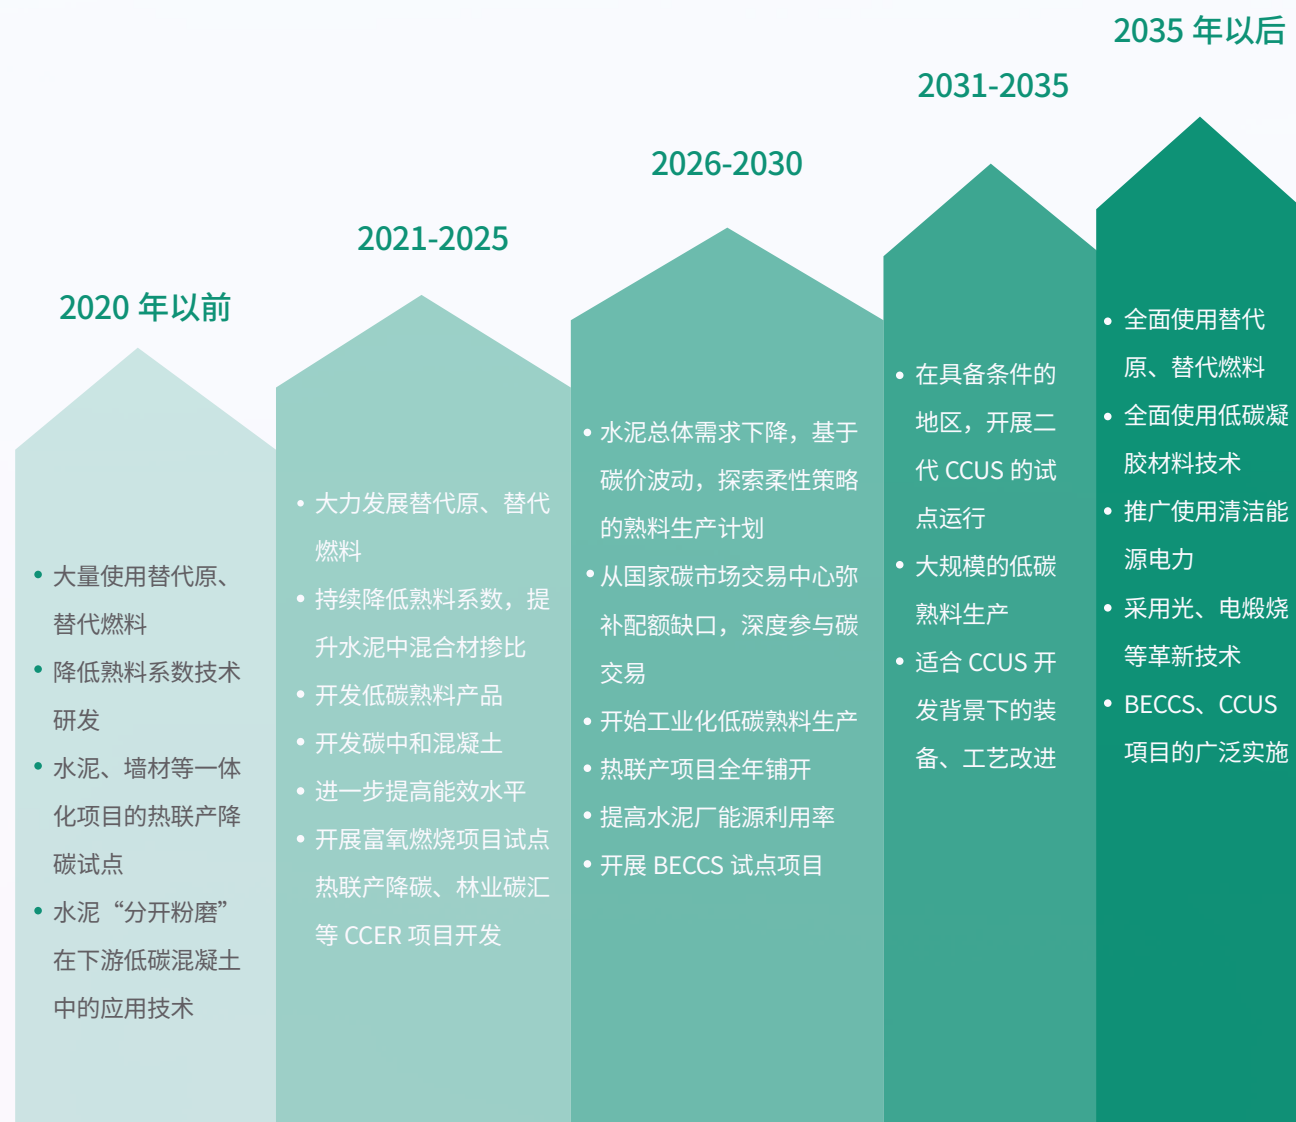 2020 年以前
• 大量使用替代原、
替代燃料
• 降低熟料系数技术
研发
• 水泥、墙材等一体
化项目的热联产降
碳试点
• 水泥“分开粉磨”
在下游低碳混凝土
中的应用技术
2021-2025
• 大力发展替代原、替代
燃料
• 持续降低熟料系数，提
升水泥中混合材掺比
• 开发低碳熟料产品
• 开发碳中和混凝土
• 进一步提高能效水平
• 开展富氧燃烧项目试点
热联产降碳、林业碳汇
等 CCER 项目开发
2026-2030
• 水泥总体需求下降，基于
碳价波动，探索柔性策略
的熟料生产计划
• 从国家碳市场交易中心弥
补配额缺口，深度参与碳
交易
• 开始工业化低碳熟料生产
• 热联产项目全年铺开
• 提高水泥厂能源利用率
• 开展 BECCS 试点项目
2031-2035
• 在具备条件的
地区，开展二
代 CCUS 的试
点运行
• 大规模的低碳
熟料生产
• 适合 CCUS 开
发背景下的装
备、工艺改进
2035 年以后
• 全面使用替代
原、替代燃料
• 全面使用低碳凝
胶材料技术
• 推广使用清洁能
源电力
• 采用光、电煅烧
等革新技术
• BECCS、CCUS
項目的广泛实施